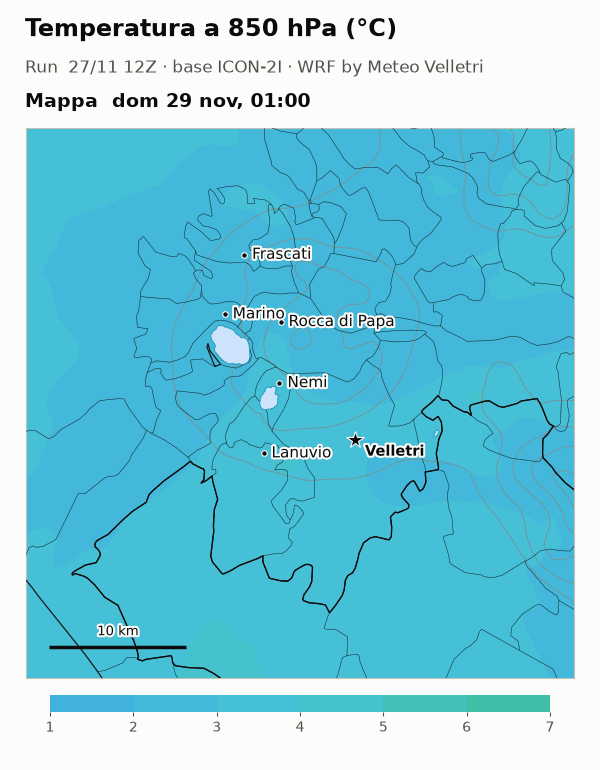 Temperatura a 850 hPa (°C)
Run 27/11 12Z · base ICON-2I · WRF by Meteo Velletri
Mappa dom 29 nov, 01:00
Frascati
Marino
Rocca di Papa
Nemi
Velletri
Lanuvio
10 km
1 2 3 4 5 6 7